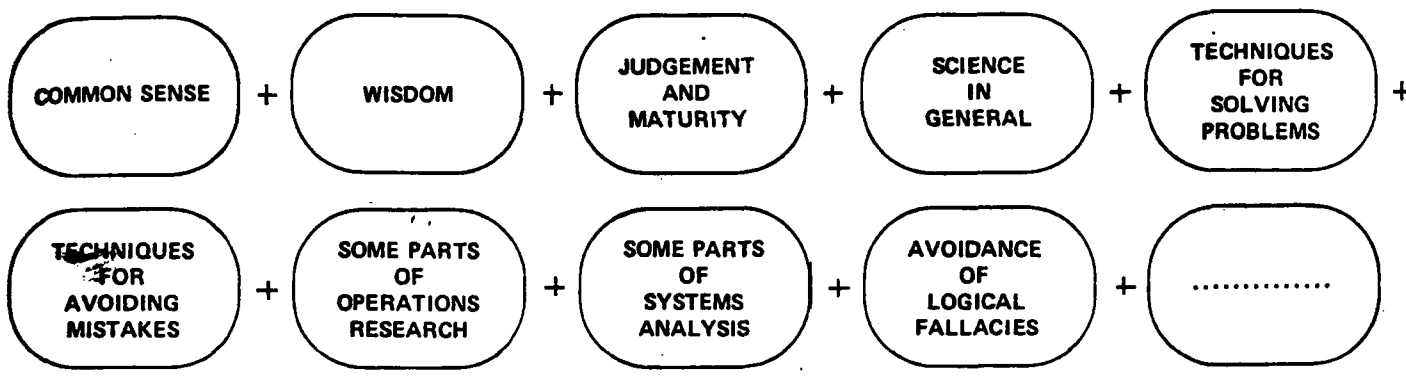 COMMON SENSE + WISDOM + JUDGEMENT AND MATURITY + SCIENCE IN GENERAL + TECHNIQUES FOR SOLVING PROBLEMS +
TECHNIQUES FOR AVOIDING MISTAKES + SOME PARTS OF OPERATIONS RESEARCH + SOME PARTS OF SYSTEMS ANALYSIS + AVOIDANCE OF LOGICAL FALLACIES + ..............